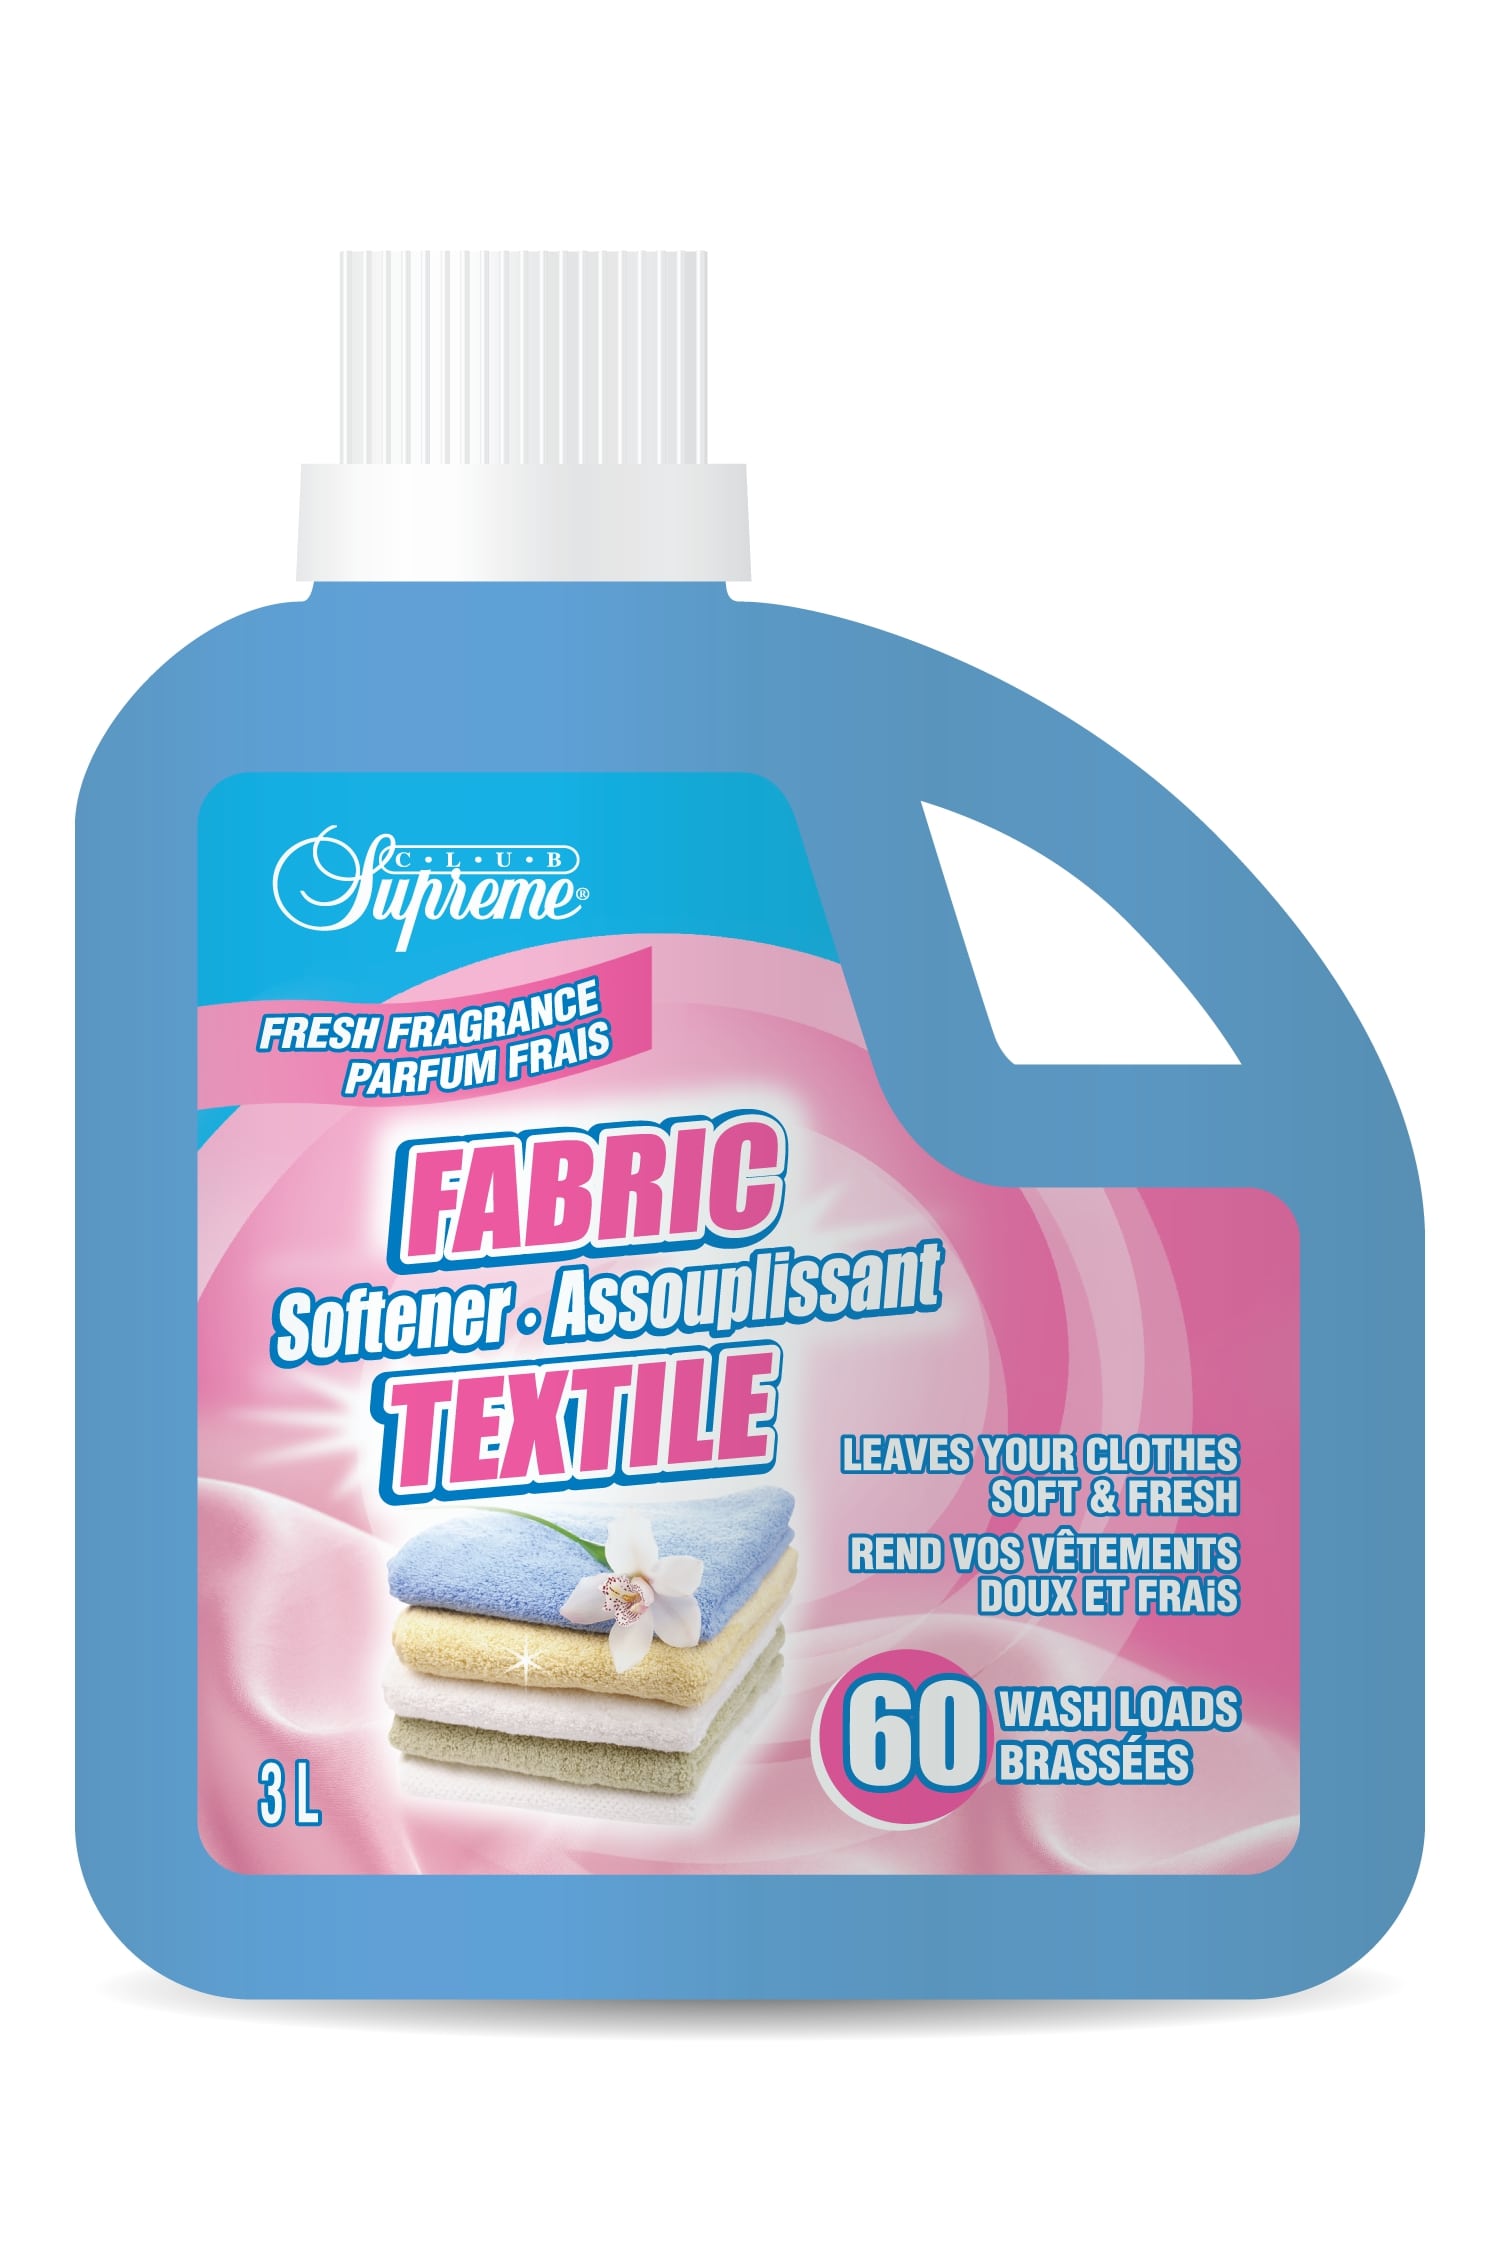 C·L·U·B
Supreme®
FRESH FRAGRANCE
PARFUM FRAIS
FABRIC
Softener · Assouplissant
TEXTILE
LEAVES YOUR CLOTHES
SOFT & FRESH
REND VOS VÊTEMENTS
DOUX ET FRAiS
60 WASH LOADS
BRASSÉES
3 L